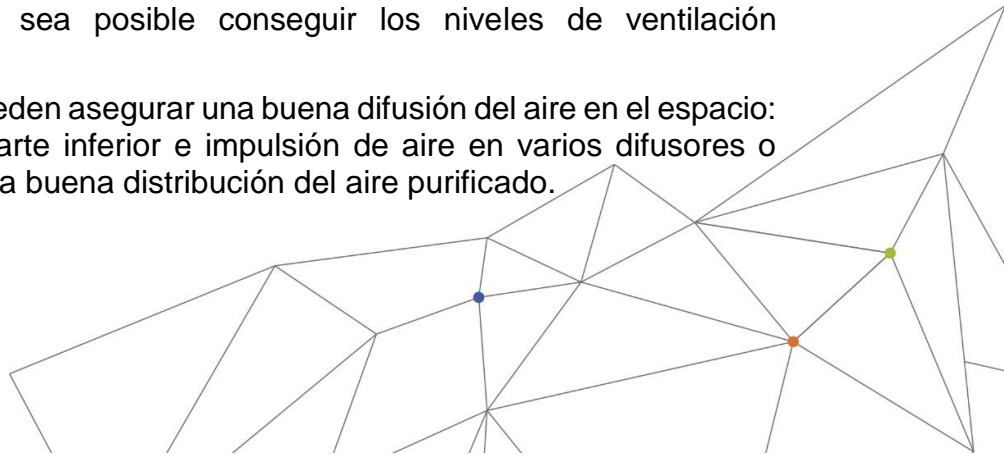 sea posible conseguir los niveles de ventilación
eden asegurar una buena difusión del aire en el espacio:
arte inferior e impulsión de aire en varios difusores o
a buena distribución del aire purificado.